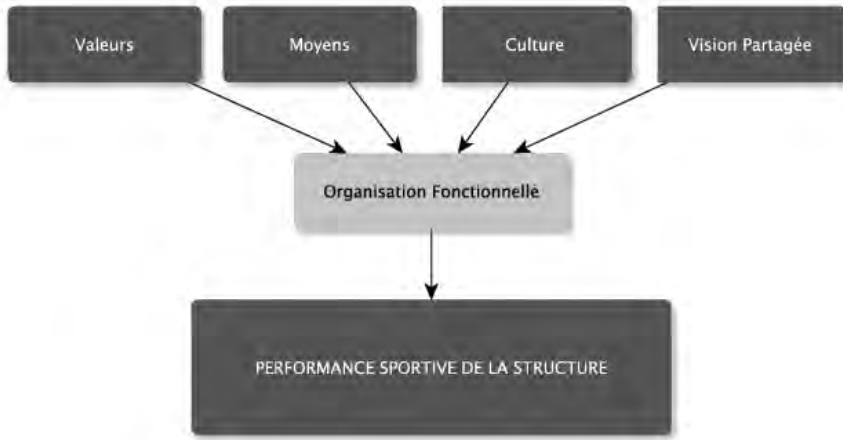 Valeurs
Moyens
Culture
Vision Partagée
Organisation Fonctionnelle
PERFORMANCE SPORTIVE DE LA STRUCTURE